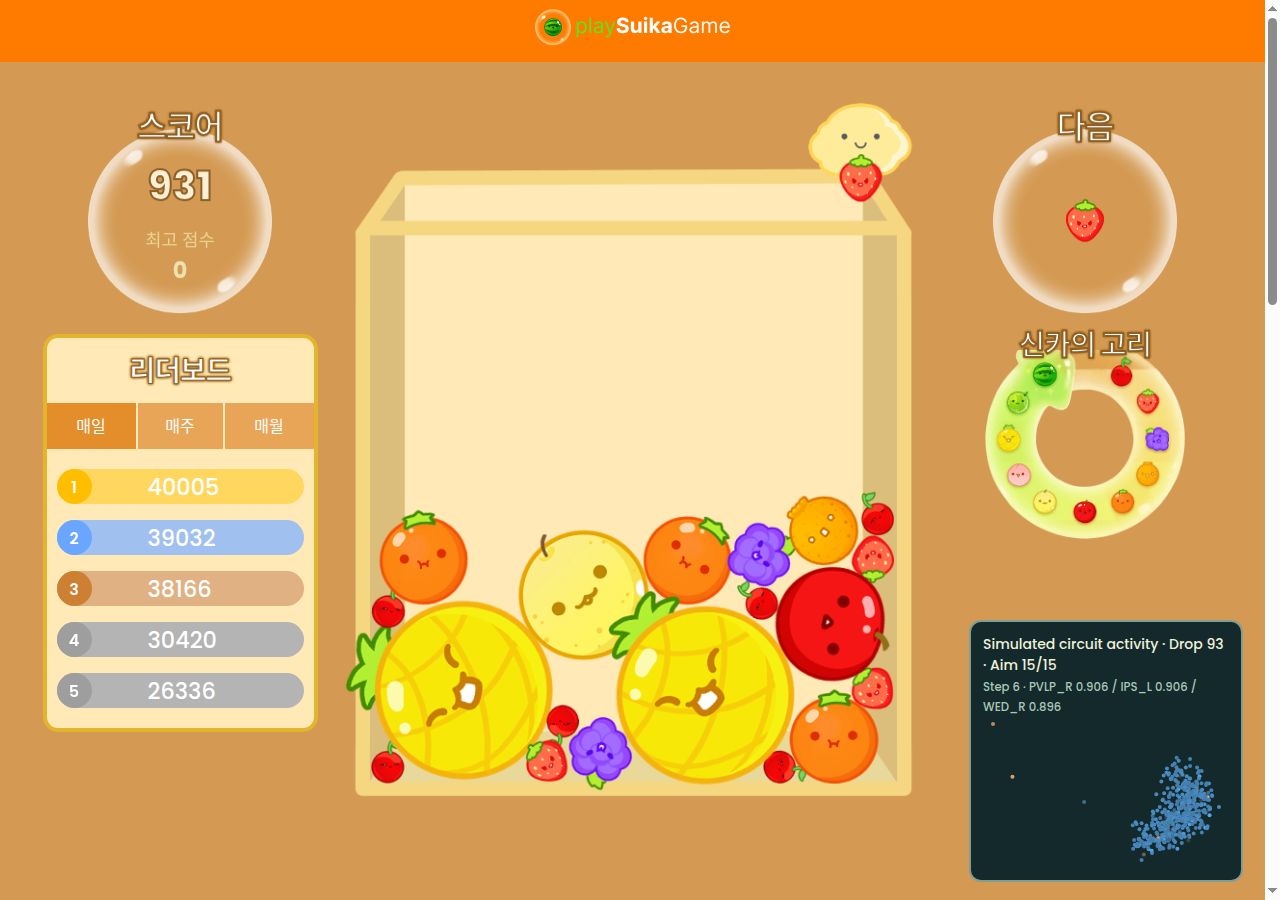 playSuikaGame
스코어
931
최고 점수
0
다음
신카의 고리
리더보드
매일 매주 매월
1 40005
2 39032
3 38166
4 30420
5 26336
Simulated circuit activity · Drop 93
· Aim 15/15
Step 6 · PVLP_R 0.906 / IPS_L 0.906 /
WED_R 0.896